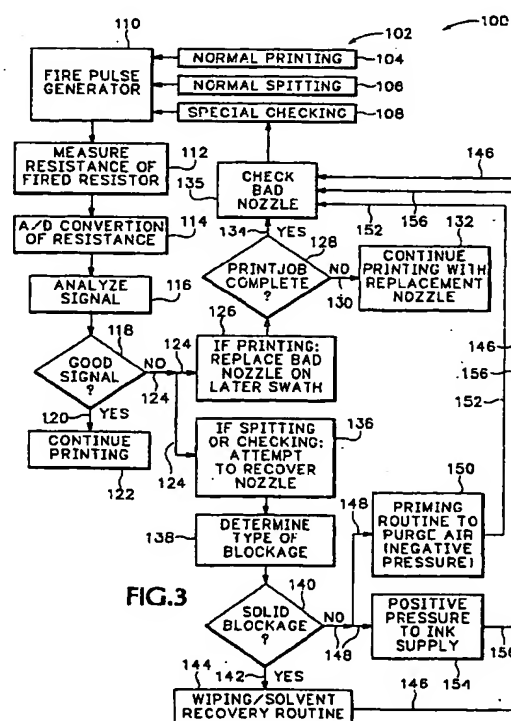 100
110
102
FIRE PULSE
GENERATOR
NORMAL PRINTING
104
NORMAL SPITTING
106
SPECIAL CHECKING
108
MEASURE
RESISTANCE OF
FIRED RESISTOR
112
A/D CONVERTION
OF RESISTANCE
114
ANALYZE
SIGNAL
116
118
GOOD
SIGNAL
?
NO
124
120
YES
CONTINUE
PRINTING
122
CHECK
BAD
NOZZLE
135
146
156
152
134
YES
128
PRINTJOB
COMPLETE
?
NO
130
132
CONTINUE
PRINTING WITH
REPLACEMENT
NOZZLE
126
124
IF PRINTING:
REPLACE BAD
NOZZLE ON
LATER SWATH
146
156
152
124
136
IF SPITTING
OR CHECKING:
ATTEMPT
TO RECOVER
NOZZLE
138
DETERMINE
TYPE OF
BLOCKAGE
140
SOLID
BLOCKAGE
?
NO
148
148
150
PRIMING
ROUTINE TO
PURGE AIR
(NEGATIVE
PRESSURE)
POSITIVE
PRESSURE
TO INK
SUPPLY
154
156
142
YES
144
WIPING/SOLVENT
RECOVERY ROUTINE
146
FIG.3